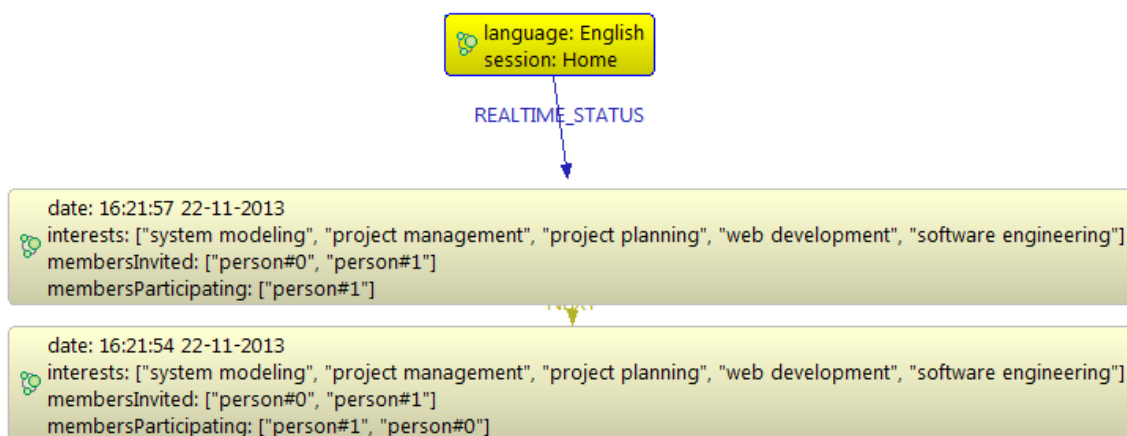 language: English
session: Home
REALTIME_STATUS
date: 16:21:57 22-11-2013
interests: ["system modeling", "project management", "project planning", "web development", "software engineering"]
membersInvited: ["person#0", "person#1"]
membersParticipating: ["person#1"]
NEXT
date: 16:21:54 22-11-2013
interests: ["system modeling", "project management", "project planning", "web development", "software engineering"]
membersInvited: ["person#0", "person#1"]
membersParticipating: ["person#1", "person#0"]